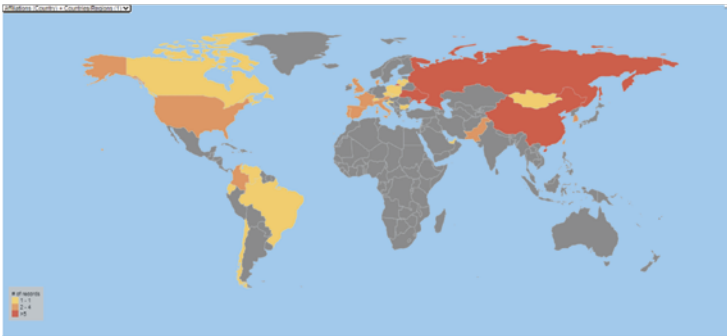 Affiliations (Country) + Countries/Regions (1)
# of records
1 - 1
2 - 4
>5